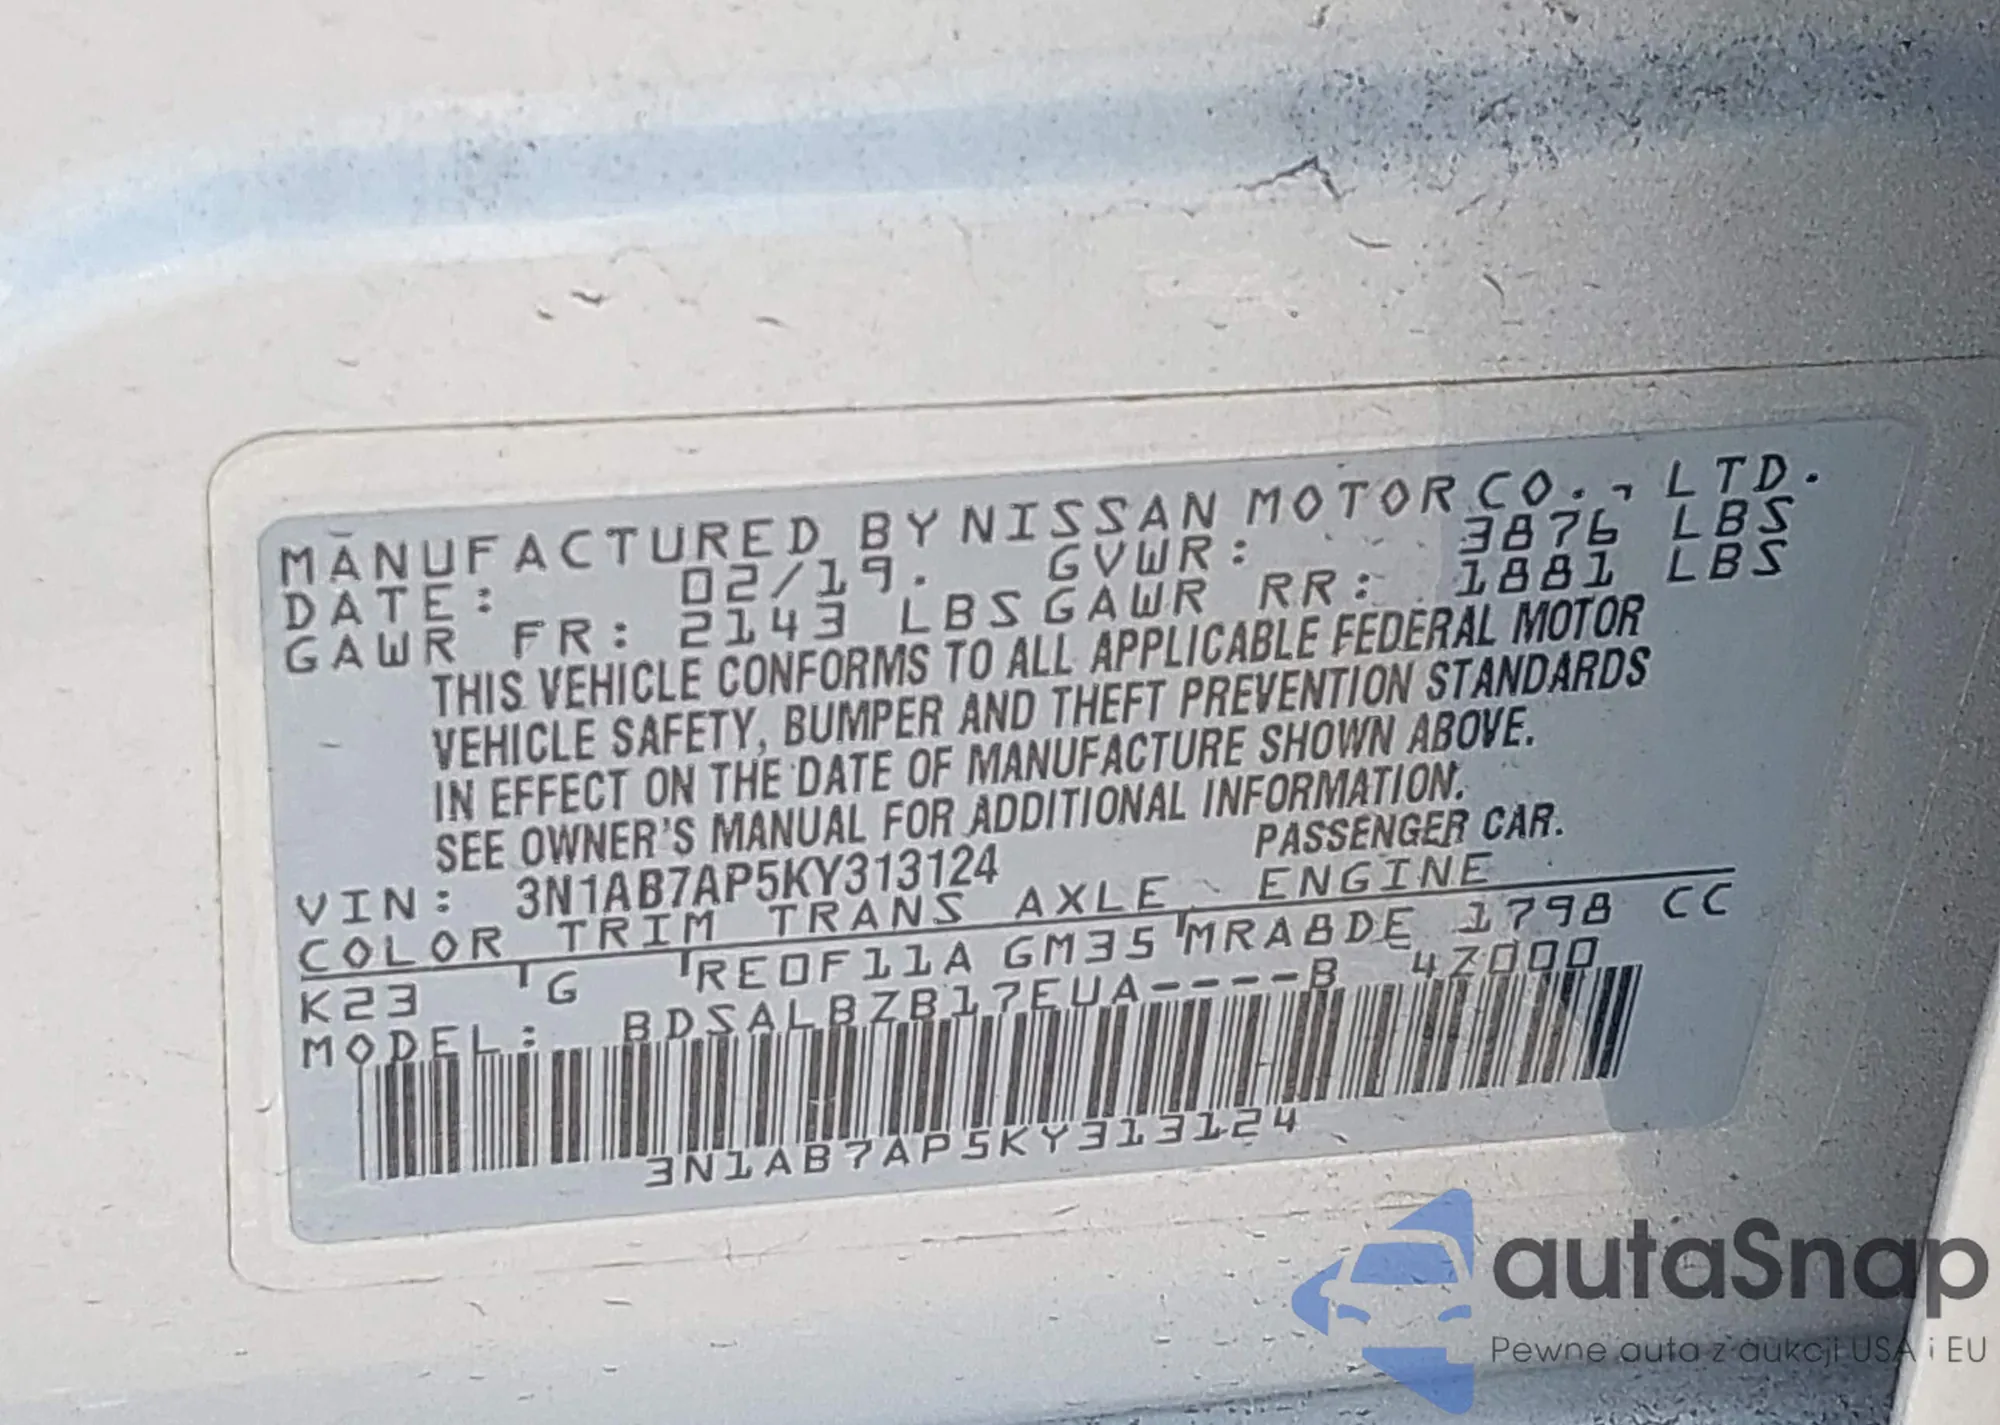 MANUFACTURED BY NISSAN MOTOR CO., LTD.
DATE: 02/19. GVWR: 3876 LBS
GAWR FR: 2143 LBS GAWR RR: 1881 LBS
THIS VEHICLE CONFORMS TO ALL APPLICABLE FEDERAL MOTOR
VEHICLE SAFETY, BUMPER AND THEFT PREVENTION STANDARDS
IN EFFECT ON THE DATE OF MANUFACTURE SHOWN ABOVE.
SEE OWNER'S MANUAL FOR ADDITIONAL INFORMATION.
VIN: 3N1AB7AP5KY313124 PASSENGER CAR.
COLOR TRIM TRANS AXLE ENGINE
K23 G RE0F11A GM35 MRA8DE 1798 CC
MODEL: BDSALBZB17EUA----B 4Z000
3N1AB7AP5KY313124
autaSnap
Pewne auta z aukcji USA i EU